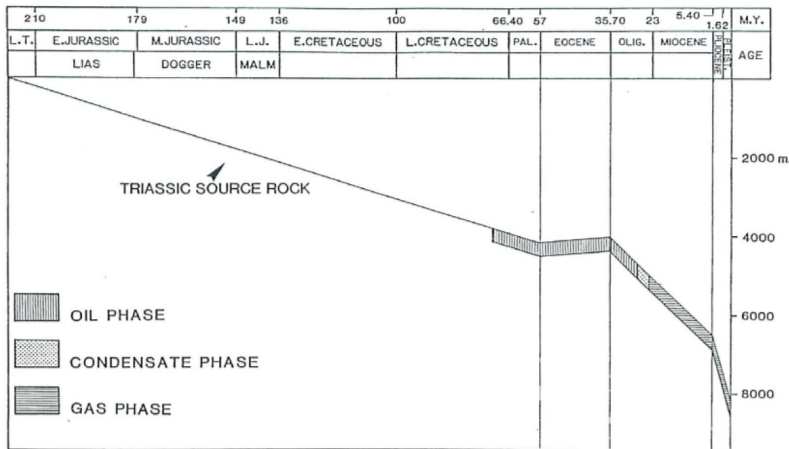 210 179 149 136 100 66.40 57 35.70 23 5.40 1.62 M.Y.
L.T. E.JURASSIC M.JURASSIC L.J. E.CRETACEOUS L.CRETACEOUS PAL. EOCENE OLIG. MIOCENE PLIOCENE PLEIST. AGE
LIAS DOGGER MALM
2000 m
TRIASSIC SOURCE ROCK
4000
OIL PHASE
6000
CONDENSATE PHASE
8000
GAS PHASE